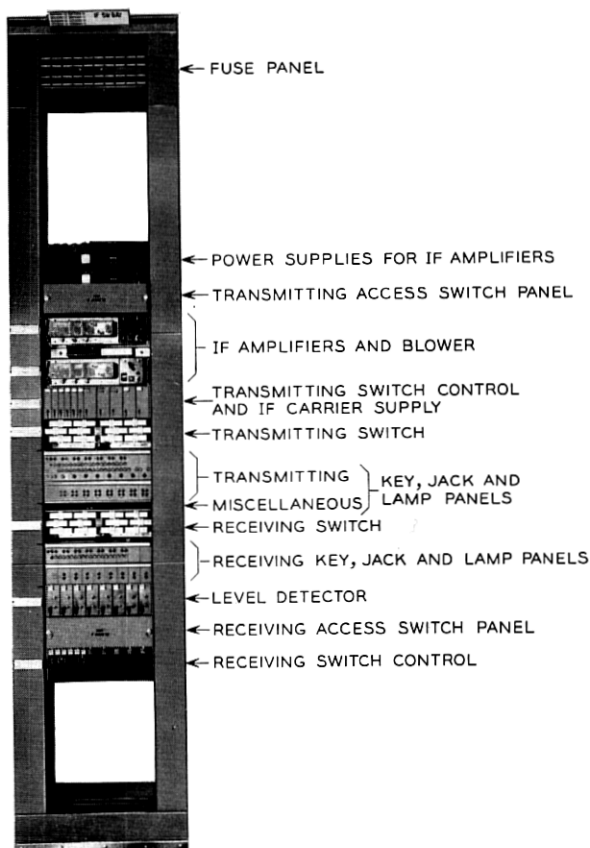 FUSE PANEL
POWER SUPPLIES FOR IF AMPLIFIERS
TRANSMITTING ACCESS SWITCH PANEL
IF AMPLIFIERS AND BLOWER
TRANSMITTING SWITCH CONTROL
AND IF CARRIER SUPPLY
TRANSMITTING SWITCH
TRANSMITTING
KEY, JACK AND
LAMP PANELS
MISCELLANEOUS
RECEIVING SWITCH
RECEIVING KEY, JACK AND LAMP PANELS
LEVEL DETECTOR
RECEIVING ACCESS SWITCH PANEL
RECEIVING SWITCH CONTROL